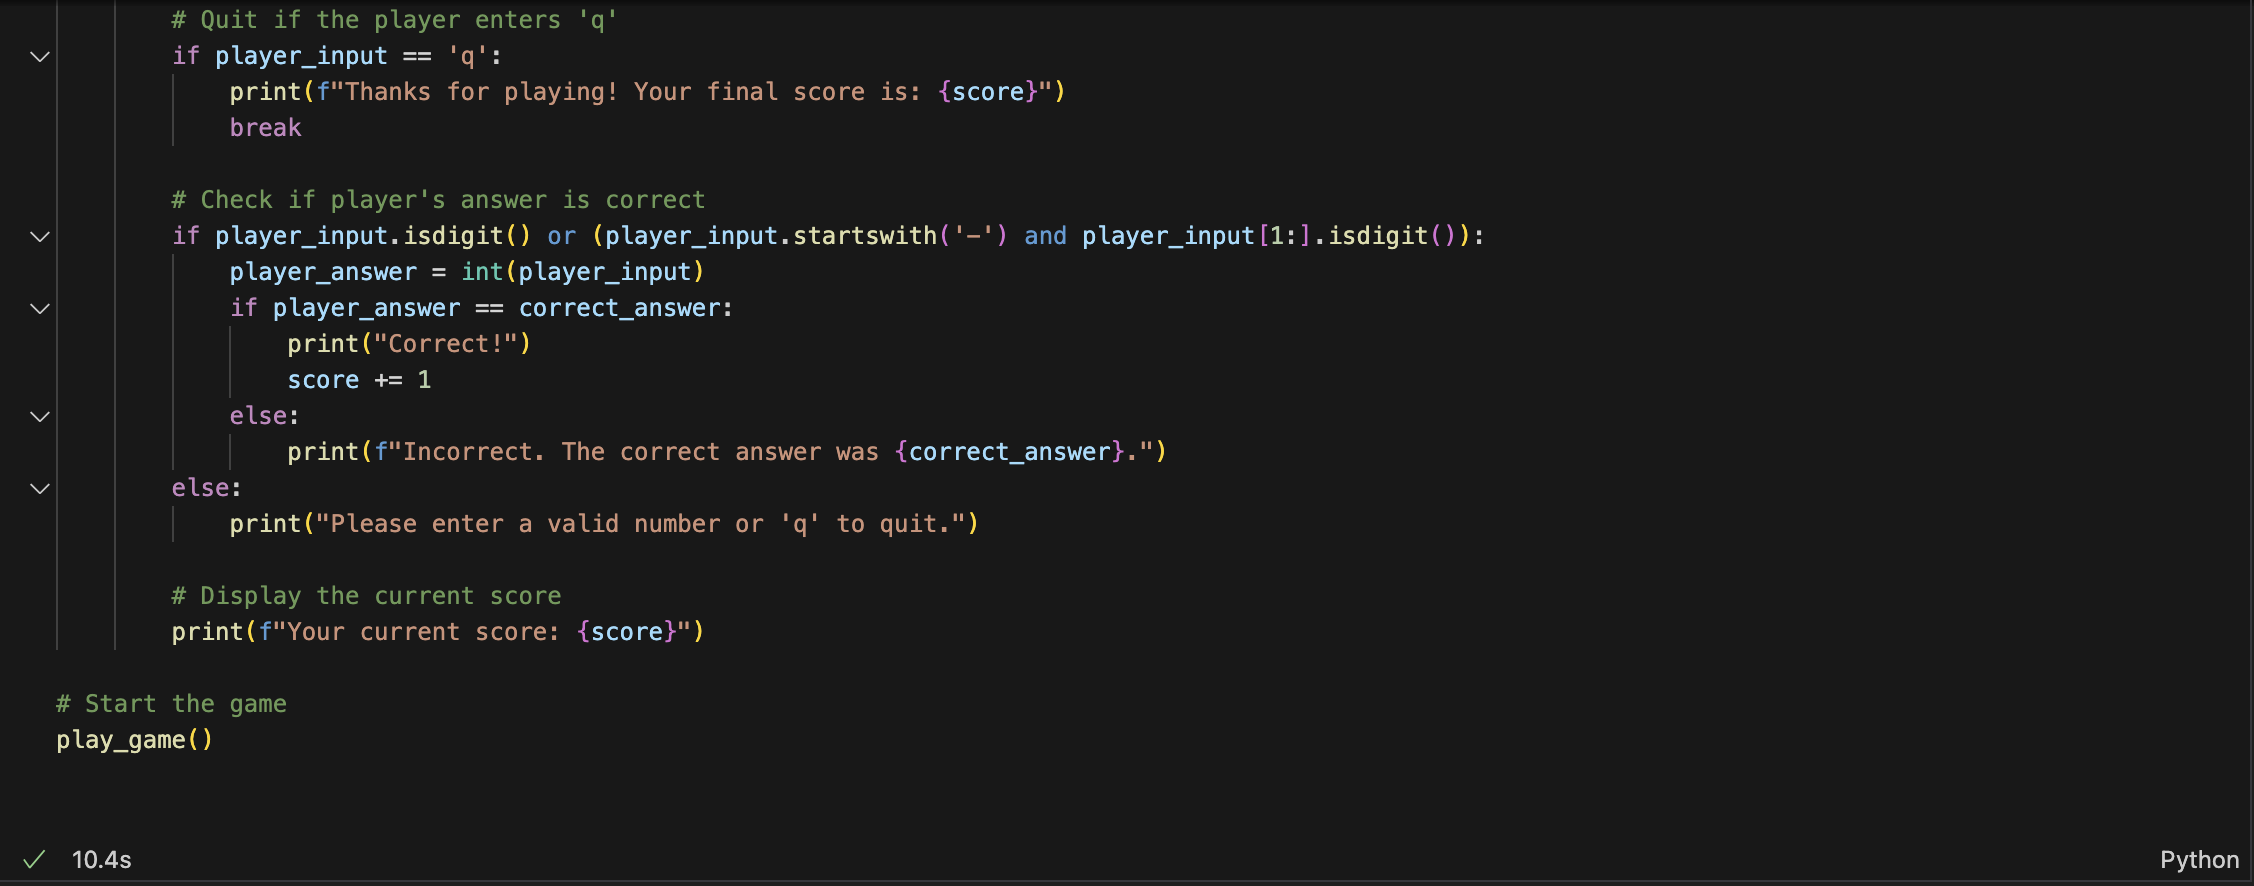 # Quit if the player enters 'q'
if player_input == 'q':
print(f"Thanks for playing! Your final score is: {score}")
break
# Check if player's answer is correct
if player_input.isdigit() or (player_input.startswith('-') and player_input[1:].isdigit()):
player_answer = int(player_input)
if player_answer == correct_answer:
print("Correct!")
score += 1
else:
print(f"Incorrect. The correct answer was {correct_answer}.")
else:
print("Please enter a valid number or 'q' to quit.")
# Display the current score
print(f"Your current score: {score}")
# Start the game
play_game()
10.4s
Python